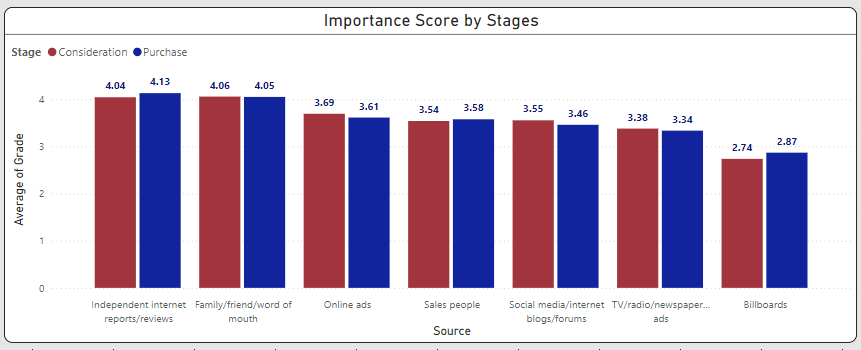 Importance Score by Stages
Stage Consideration Purchase
4.04 4.13 4.06 4.05 3.69 3.61 3.54 3.58 3.55 3.46 3.38 3.34 2.74 2.87
Average of Grade
4
3
2
1
0
Independent internet
reports/reviews
Family/friend/word of
mouth
Online ads
Sales people
Social media/internet
blogs/forums
TV/radio/newspaper...
ads
Billboards
Source